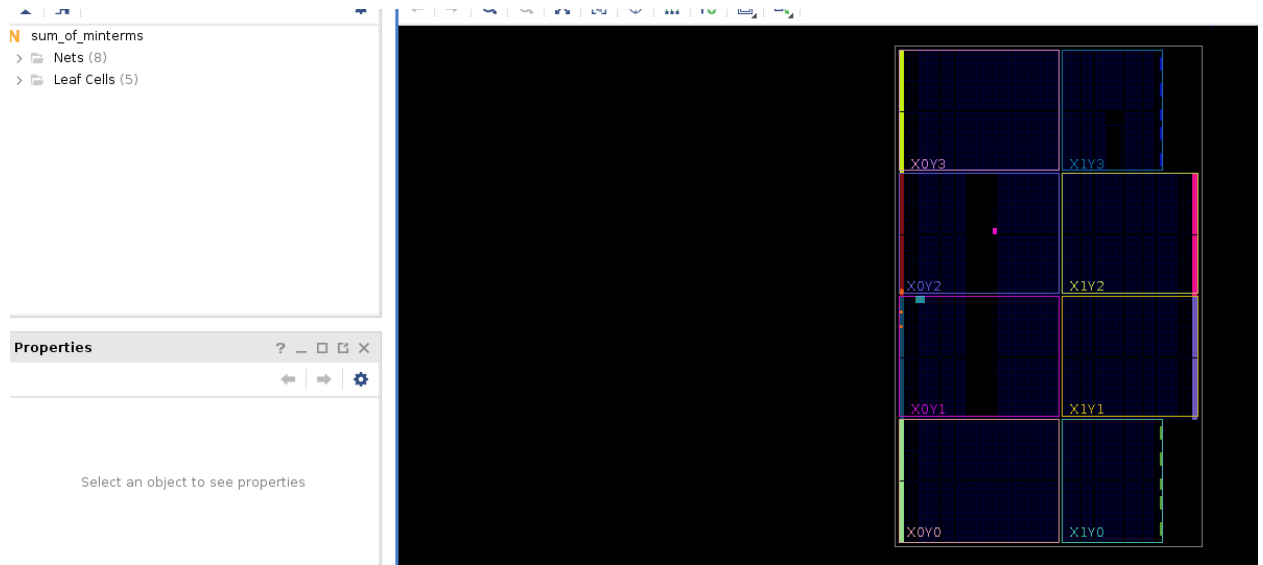 N sum_of_minterms
Nets (8)
Leaf Cells (5)
Properties
?
Select an object to see properties
X0Y3
X1Y3
X0Y2
X1Y2
X0Y1
X1Y1
X0Y0
X1Y0